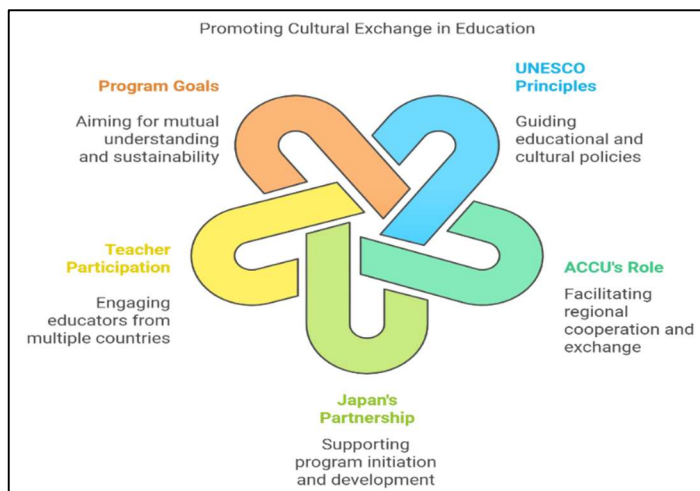 Promoting Cultural Exchange in Education
Program Goals
Aiming for mutual
understanding
and sustainability
UNESCO
Principles
Guiding
educational and
cultural policies
Teacher
Participation
Engaging
educators from
multiple countries
ACCU's Role
Facilitating
regional
cooperation and
exchange
Japan's
Partnership
Supporting
program initiation
and development